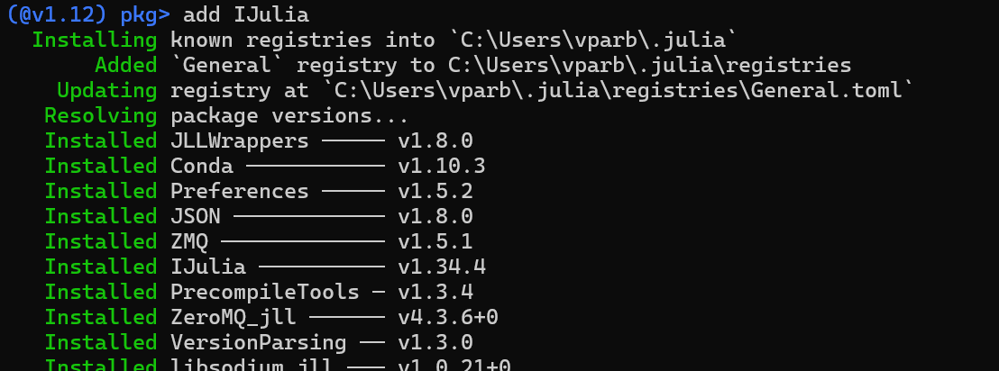 (@v1.12) pkg> add IJulia
Installing known registries into `C:\Users\vparb\.julia`
Added `General` registry to C:\Users\vparb\.julia\registries
Updating registry at `C:\Users\vparb\.julia\registries\General.toml`
Resolving package versions...
Installed JLLWrappers ───── v1.8.0
Installed Conda ─────────── v1.10.3
Installed Preferences ───── v1.5.2
Installed JSON ──────────── v1.8.0
Installed ZMQ ───────────── v1.5.1
Installed IJulia ────────── v1.34.4
Installed PrecompileTools ─ v1.3.4
Installed ZeroMQ_jll ────── v4.3.6+0
Installed VersionParsing ── v1.3.0
Installed libsodium_jll ─── v1.0.21+0